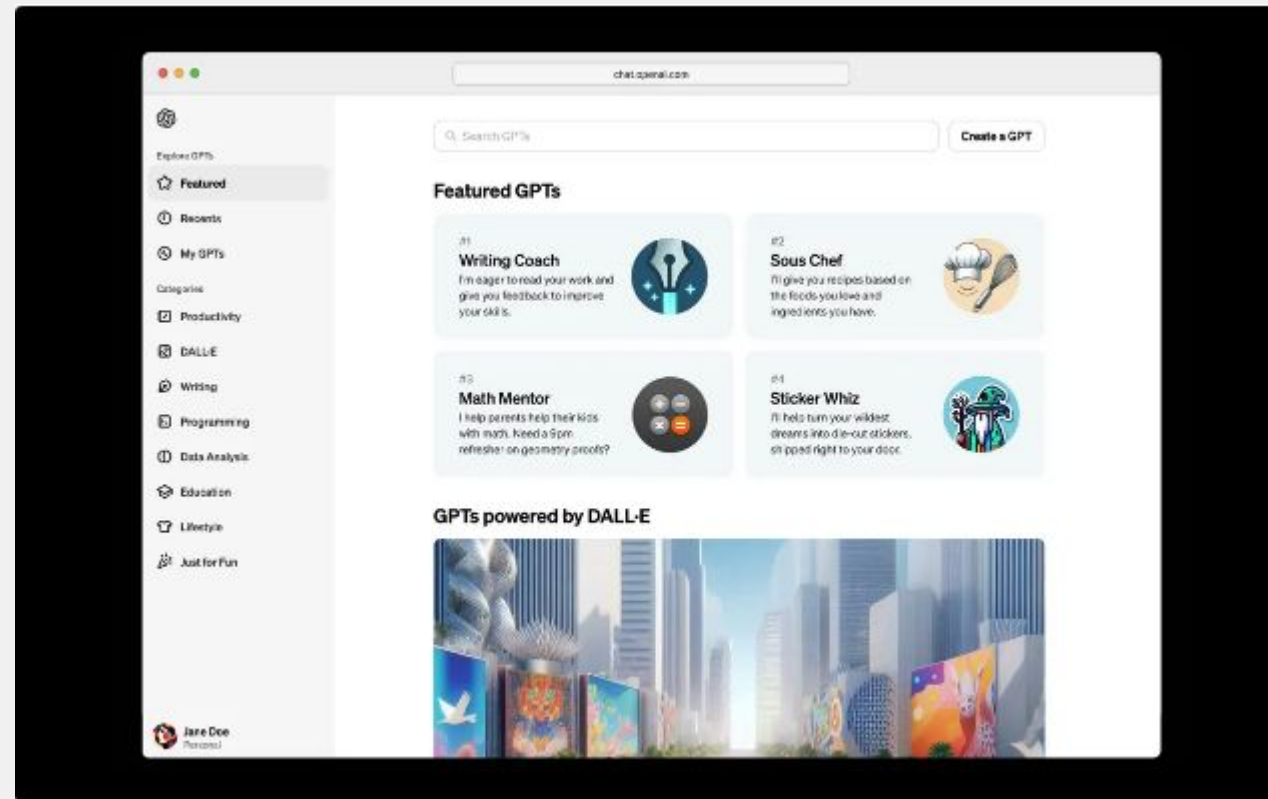 chat.openai.com
Explore GPTs
Featured
Recents
My GPTs
Categories
Productivity
DALL·E
Writing
Programming
Data Analysis
Education
Lifestyle
Just for Fun
Jane Doe
Personal
Search GPTs
Create a GPT
Featured GPTs
#1
Writing Coach
I'm eager to read your work and
give you feedback to improve
your skills.
#2
Sous Chef
I'll give you recipes based on
the foods you love and
ingredients you have.
#3
Math Mentor
I help parents help their kids
with math. Need a 9pm
refresher on geometry proofs?
#4
Sticker Whiz
I'll help turn your wildest
dreams into die-cut stickers,
shipped right to your door.
GPTs powered by DALL·E